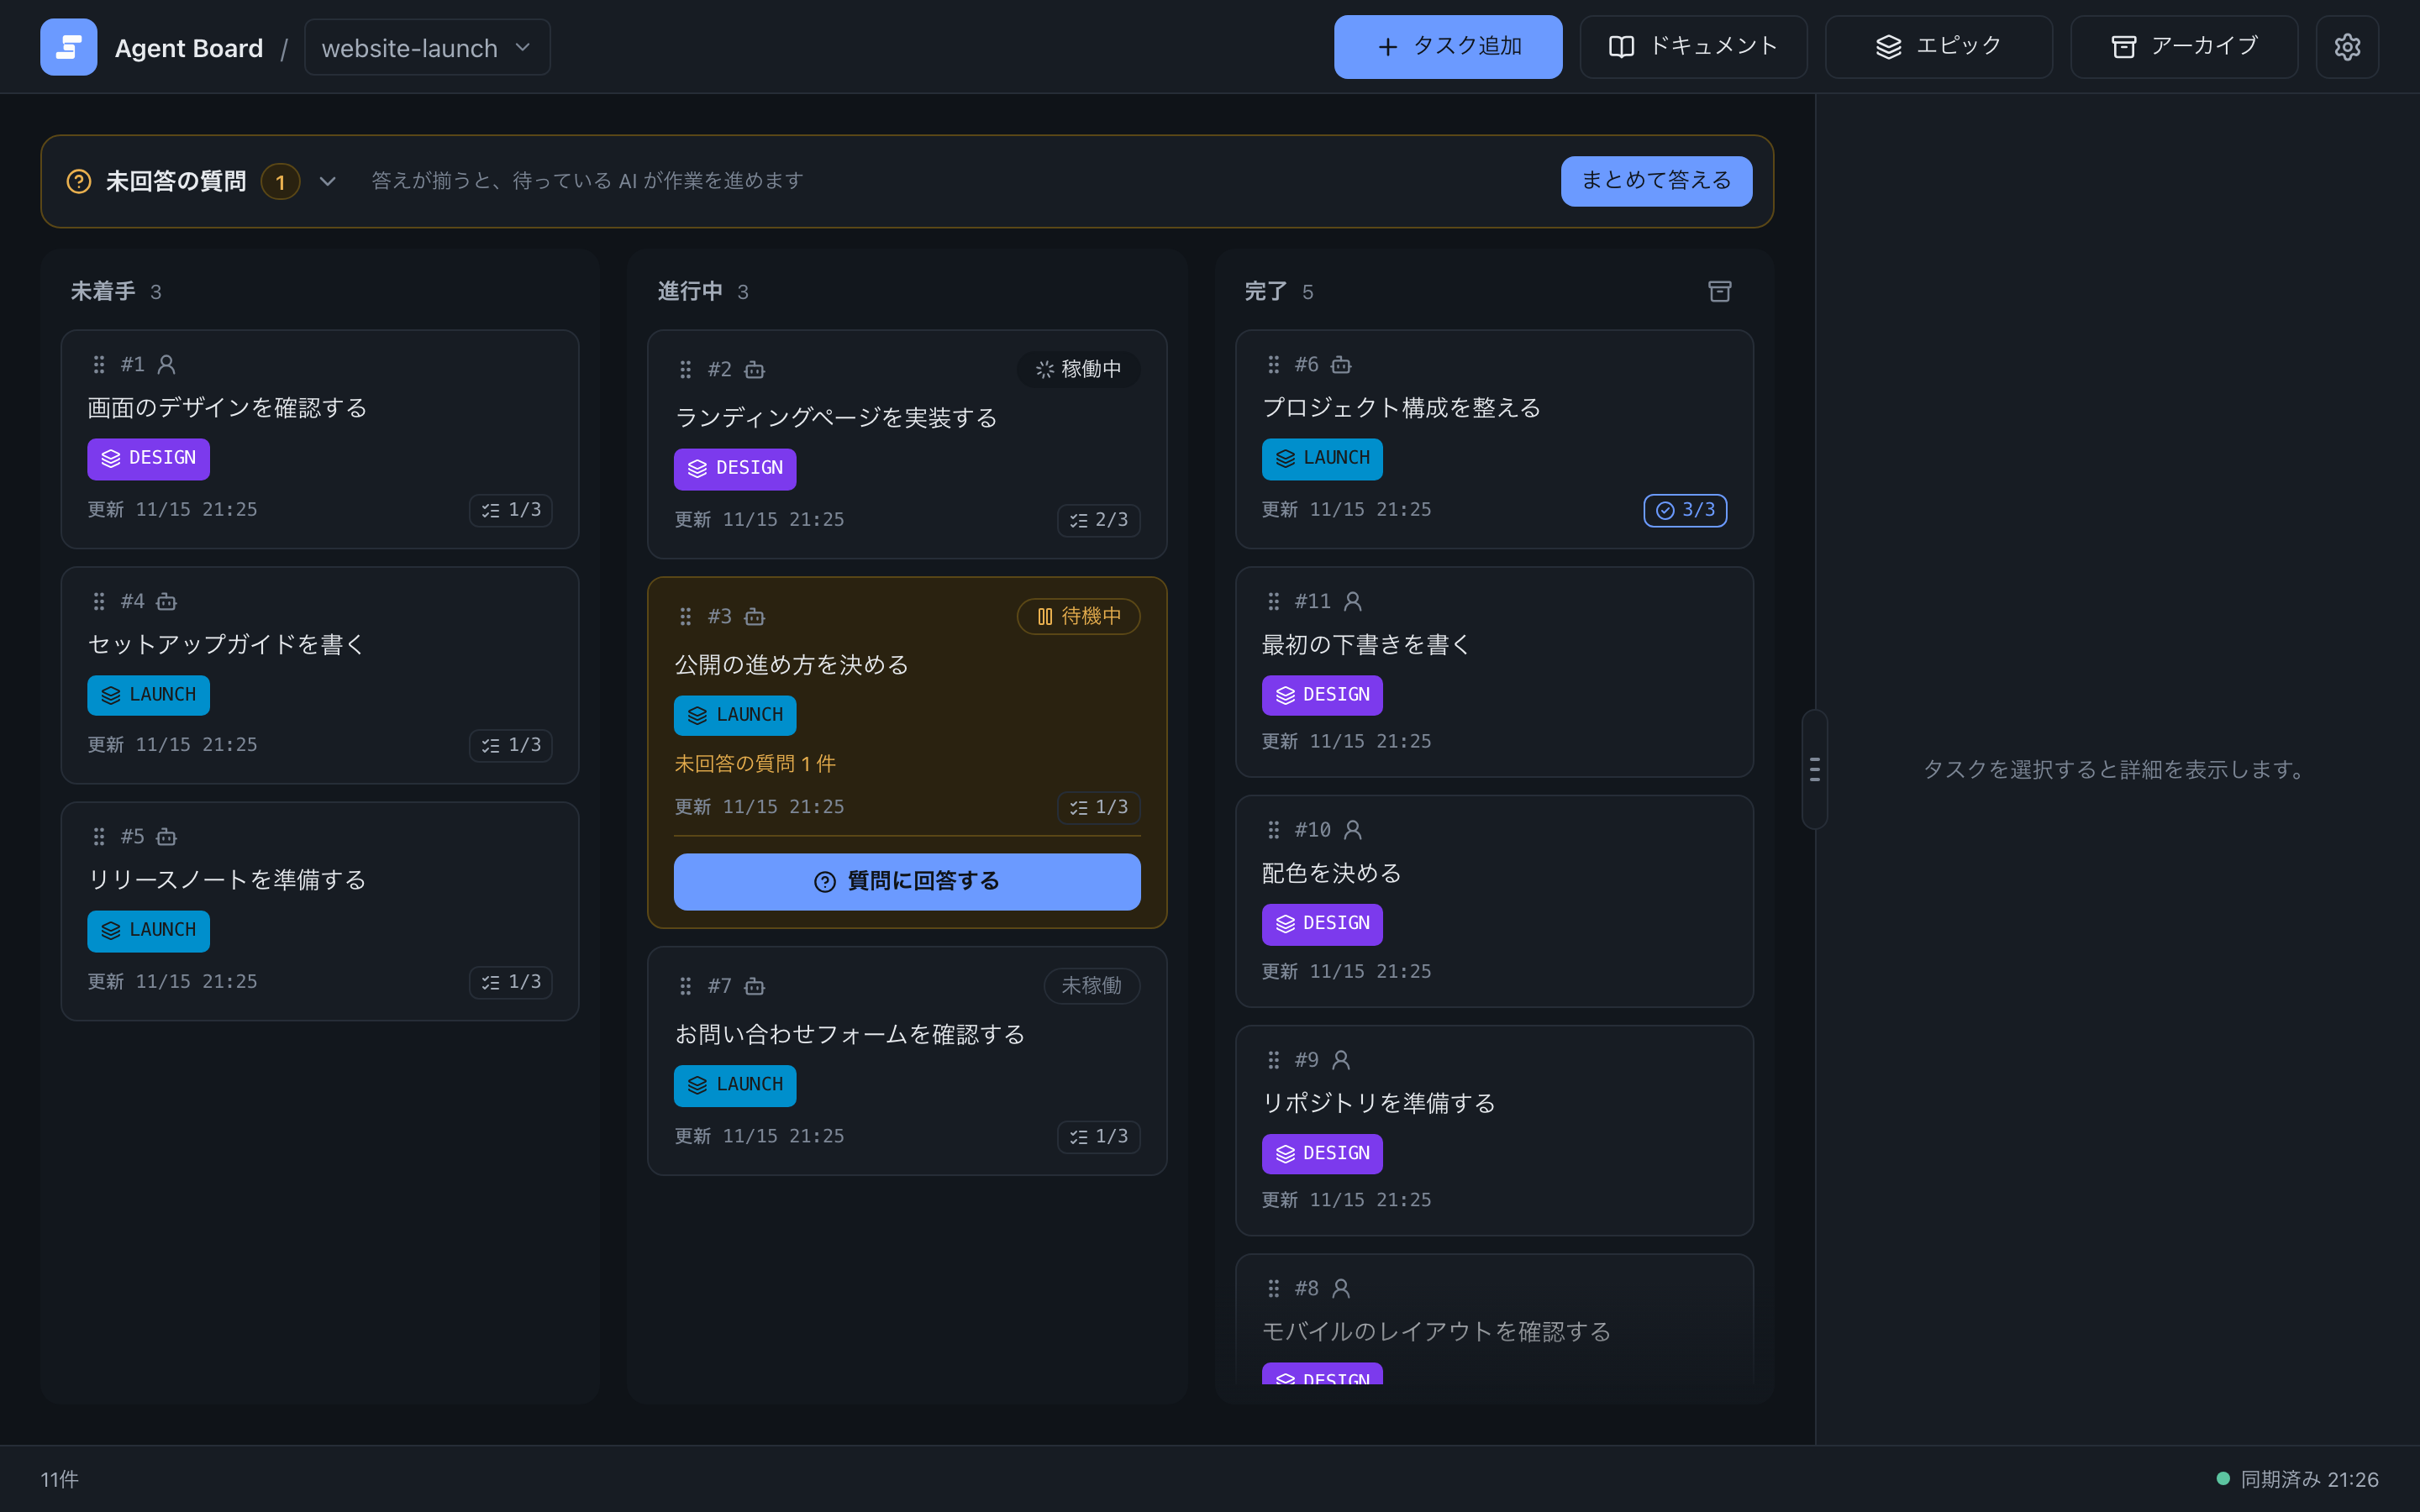 Agent Board / website-launch
タスク追加
ドキュメント
エピック
アーカイブ
未回答の質問 1
答えが揃うと、待っている AI が作業を進めます
まとめて答える
未着手 3
#1
画面のデザインを確認する
DESIGN
更新 11/15 21:25
1/3
#4
セットアップガイドを書く
LAUNCH
更新 11/15 21:25
1/3
#5
リリースノートを準備する
LAUNCH
更新 11/15 21:25
1/3
進行中 3
#2
稼働中
ランディングページを実装する
DESIGN
更新 11/15 21:25
2/3
#3
待機中
公開の進め方を決める
LAUNCH
未回答の質問 1 件
更新 11/15 21:25
1/3
質問に回答する
#7
未稼働
お問い合わせフォームを確認する
LAUNCH
更新 11/15 21:25
1/3
完了 5
#6
プロジェクト構成を整える
LAUNCH
更新 11/15 21:25
3/3
#11
最初の下書きを書く
DESIGN
更新 11/15 21:25
#10
配色を決める
DESIGN
更新 11/15 21:25
#9
リポジトリを準備する
DESIGN
更新 11/15 21:25
#8
モバイルのレイアウトを確認する
DESIGN
タスクを選択すると詳細を表示します。
11件
同期済み 21:26